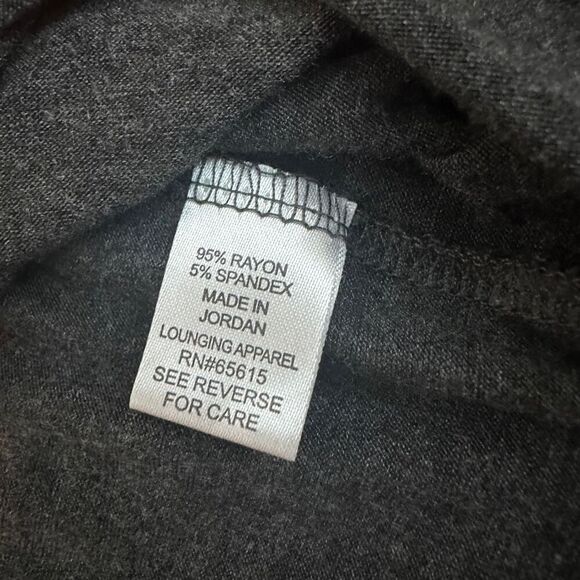 95% RAYON
5% SPANDEX
MADE IN
JORDAN
LOUNGING APPAREL
RN#65615
SEE REVERSE
FOR CARE